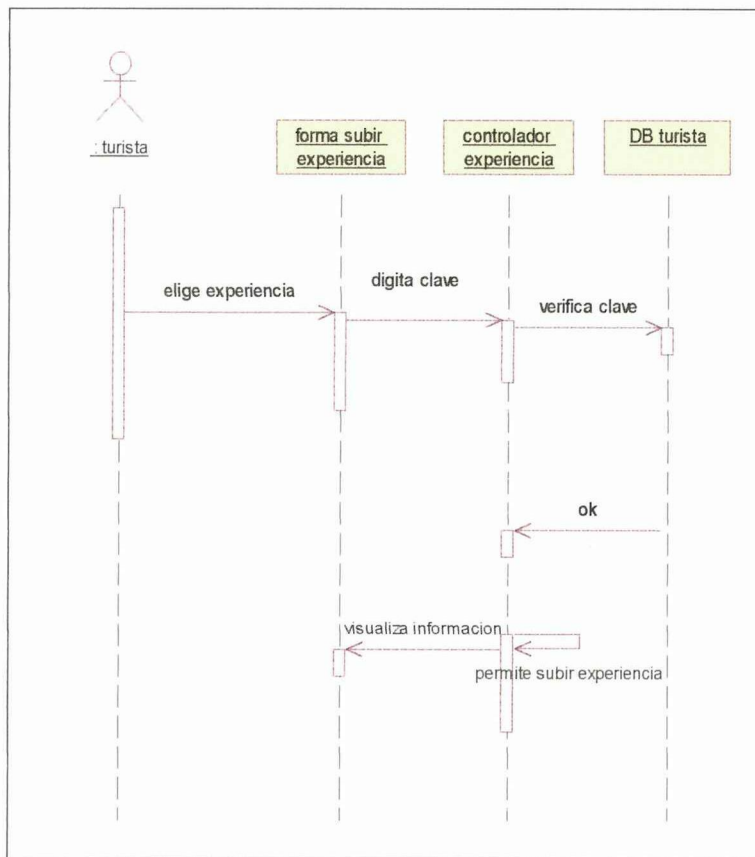 : turista
forma subir
experiencia
controlador
experiencia
DB turista
elige experiencia
digita clave
verifica clave
ok
visualiza informacion
permite subir experiencia